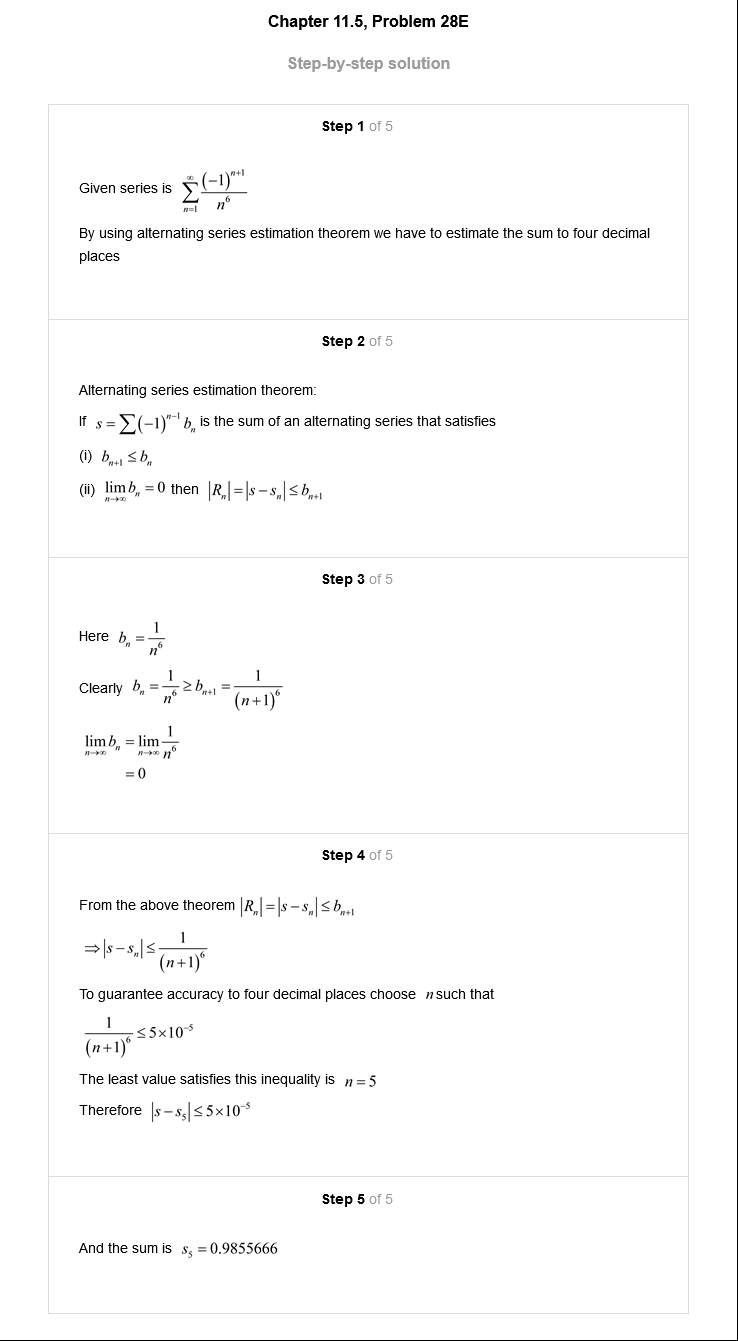 Chapter 11.5, Problem 28E
Step-by-step solution
Step 1 of 5
Given series is $\sum_{n=1}^{\infty} \frac{(-1)^{n+1}}{n^6}$
By using alternating series estimation theorem we have to estimate the sum to four decimal
places
Step 2 of 5
Alternating series estimation theorem:
If $s = \sum (-1)^{n-1} b_n$ is the sum of an alternating series that satisfies
(i) $b_{n+1} \le b_n$
(ii) $\lim_{n \to \infty} b_n = 0$ then $|R_n| = |s - s_n| \le b_{n+1}$
Step 3 of 5
Here $b_n = \frac{1}{n^6}$
Clearly $b_n = \frac{1}{n^6} \ge b_{n+1} = \frac{1}{(n+1)^6}$
$\lim_{n \to \infty} b_n = \lim_{n \to \infty} \frac{1}{n^6}$
$= 0$
Step 4 of 5
From the above theorem $|R_n| = |s - s_n| \le b_{n+1}$
$\Rightarrow |s - s_n| \le \frac{1}{(n+1)^6}$
To guarantee accuracy to four decimal places choose $n$ such that
$\frac{1}{(n+1)^6} \le 5 \times 10^{-5}$
The least value satisfies this inequality is $n = 5$
Therefore $|s - s_5| \le 5 \times 10^{-5}$
Step 5 of 5
And the sum is $s_5 = 0.9855666$